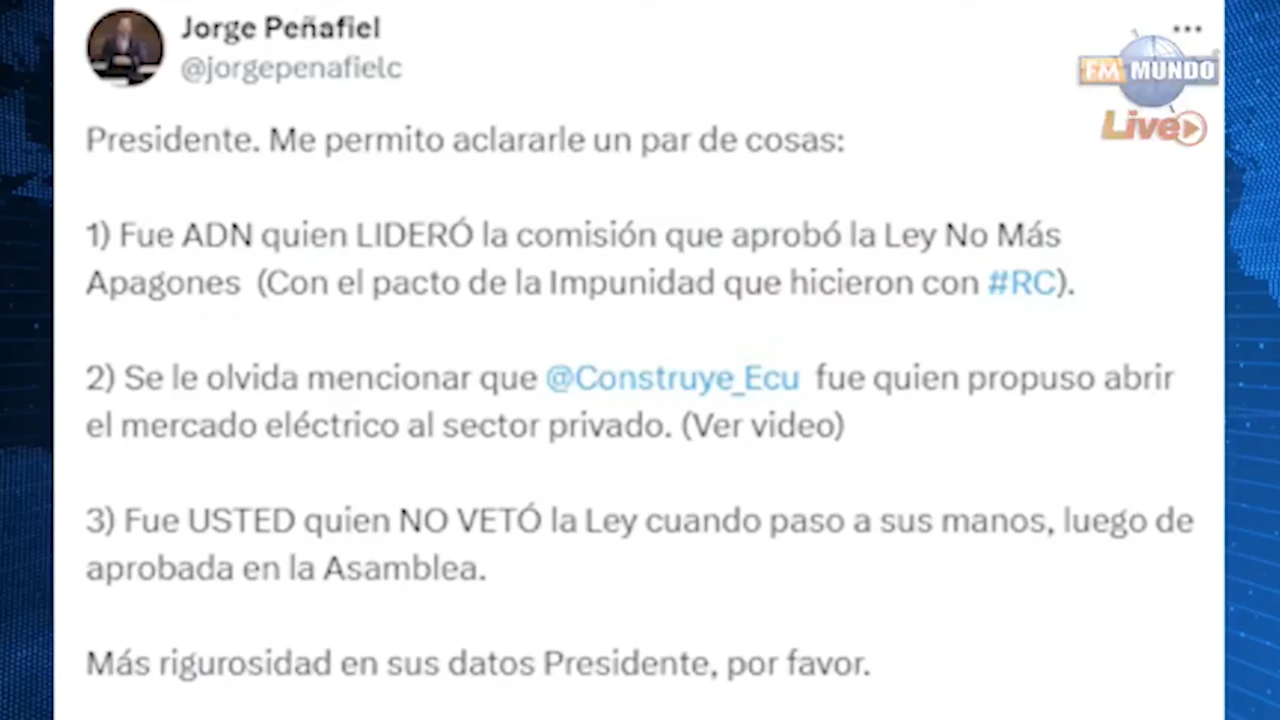 Jorge Peñafiel
@jorgepenafielc
FM MUNDO
Live
Presidente. Me permito aclararle un par de cosas:
1) Fue ADN quien LIDERÓ la comisión que aprobó la Ley No Más
Apagones (Con el pacto de la Impunidad que hicieron con #RC).
2) Se le olvida mencionar que @Construye_Ecu fue quien propuso abrir
el mercado eléctrico al sector privado. (Ver video)
3) Fue USTED quien NO VETÓ la Ley cuando paso a sus manos, luego de
aprobada en la Asamblea.
Más rigurosidad en sus datos Presidente, por favor.